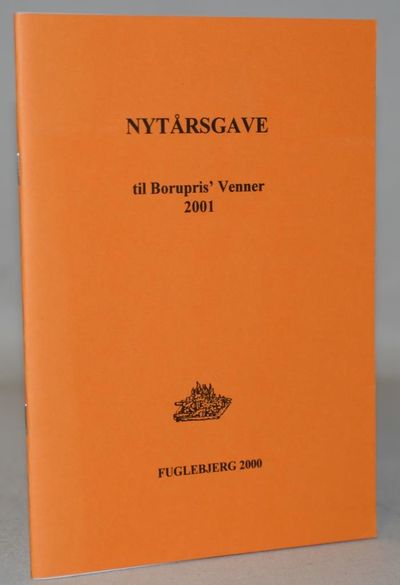 NYTÅRSGAVE
til Borupris' Venner
2001
FUGLEBJERG 2000